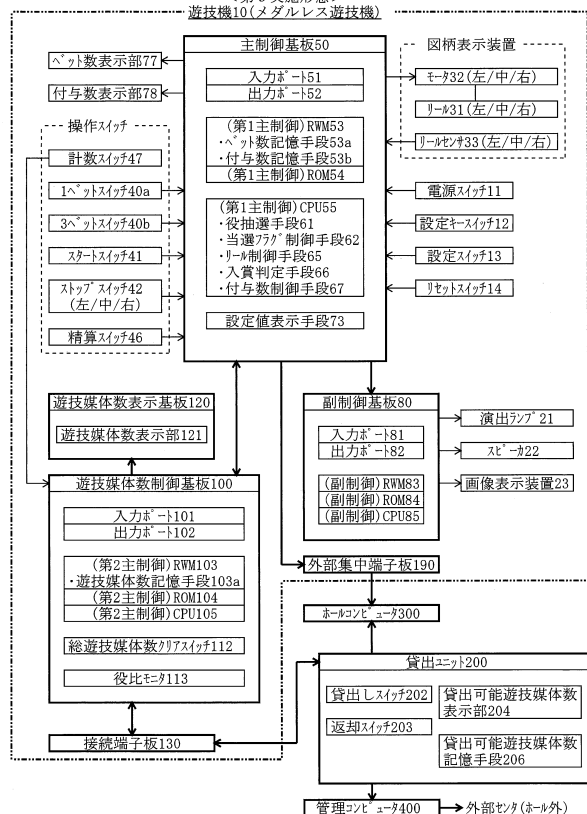 遊技機10(メダルレス遊技機)
主制御基板50
入力ポート51
出力ポート52
(第1主制御)RWM53
・ベット数記憶手段53a
・付与数記憶手段53b
(第1主制御)ROM54
(第1主制御)CPU55
・役抽選手段61
・当選フラグ制御手段62
・リール制御手段65
・入賞判定手段66
・付与数制御手段67
設定値表示手段73
ベット数表示部77
付与数表示部78
操作スイッチ
計数スイッチ47
1ベットスイッチ40a
3ベットスイッチ40b
スタートスイッチ41
ストップスイッチ42
(左/中/右)
精算スイッチ46
図柄表示装置
モータ32(左/中/右)
リール31(左/中/右)
リールセンサ33(左/中/右)
電源スイッチ11
設定キースイッチ12
設定スイッチ13
リセットスイッチ14
遊技媒体数表示基板120
遊技媒体数表示部121
副制御基板80
入力ポート81
出力ポート82
(副制御)RWM83
(副制御)ROM84
(副制御)CPU85
演出ランプ21
スピーカ22
画像表示装置23
遊技媒体数制御基板100
入力ポート101
出力ポート102
(第2主制御)RWM103
・遊技媒体数記憶手段103a
(第2主制御)ROM104
(第2主制御)CPU105
総遊技媒体数クリアスイッチ112
役比モニタ113
外部集中端子板190
ホールコンピュータ300
接続端子板130
貸出ユニット200
貸出しスイッチ202
返却スイッチ203
貸出可能遊技媒体数
表示部204
貸出可能遊技媒体数
記憶手段206
管理コンピュータ400
外部センタ(ホール外)